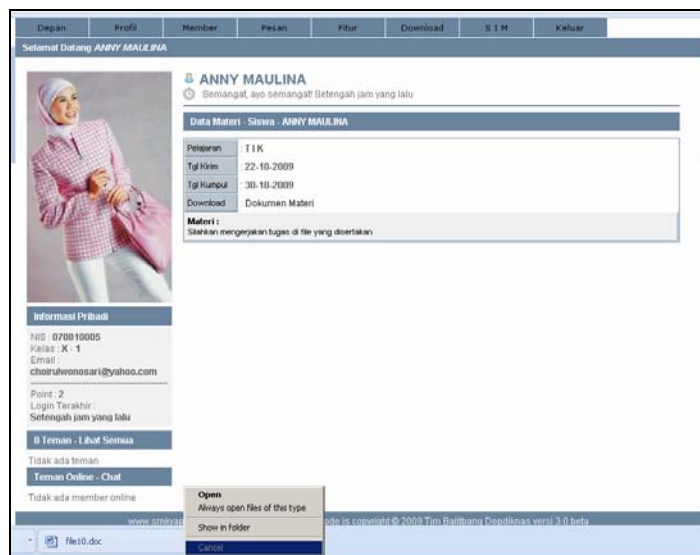 Depan Profil Member Pesan Fitur Download S I M Keluar
Selamat Datang ANNY MAULINA
ANNY MAULINA
Semangat, ayo semangat! Setengah jam yang lalu
Data Materi - Siswa - ANNY MAULINA
Pelajaran : T I K
Tgl Kirim : 22-10-2009
Tgl Kumpul : 30-10-2009
Download : Dokumen Materi
Materi :
Silahkan mengerjakan tugas di file yang disertakan
Informasi Pribadi
NIS : 070810005
Kelas : X - 1
Email :
choirulwonosari@yahoo.com
Point : 2
Login Terakhir :
Setengah jam yang lalu
0 Teman - Lihat Semua
Tidak ada teman
Teman Online - Chat
Tidak ada member online
Open
Always open files of this type
Show in folder
Cancel
ode is copyright © 2009 Tim Balitbang Depdiknas versi 3.0 beta
file10.doc